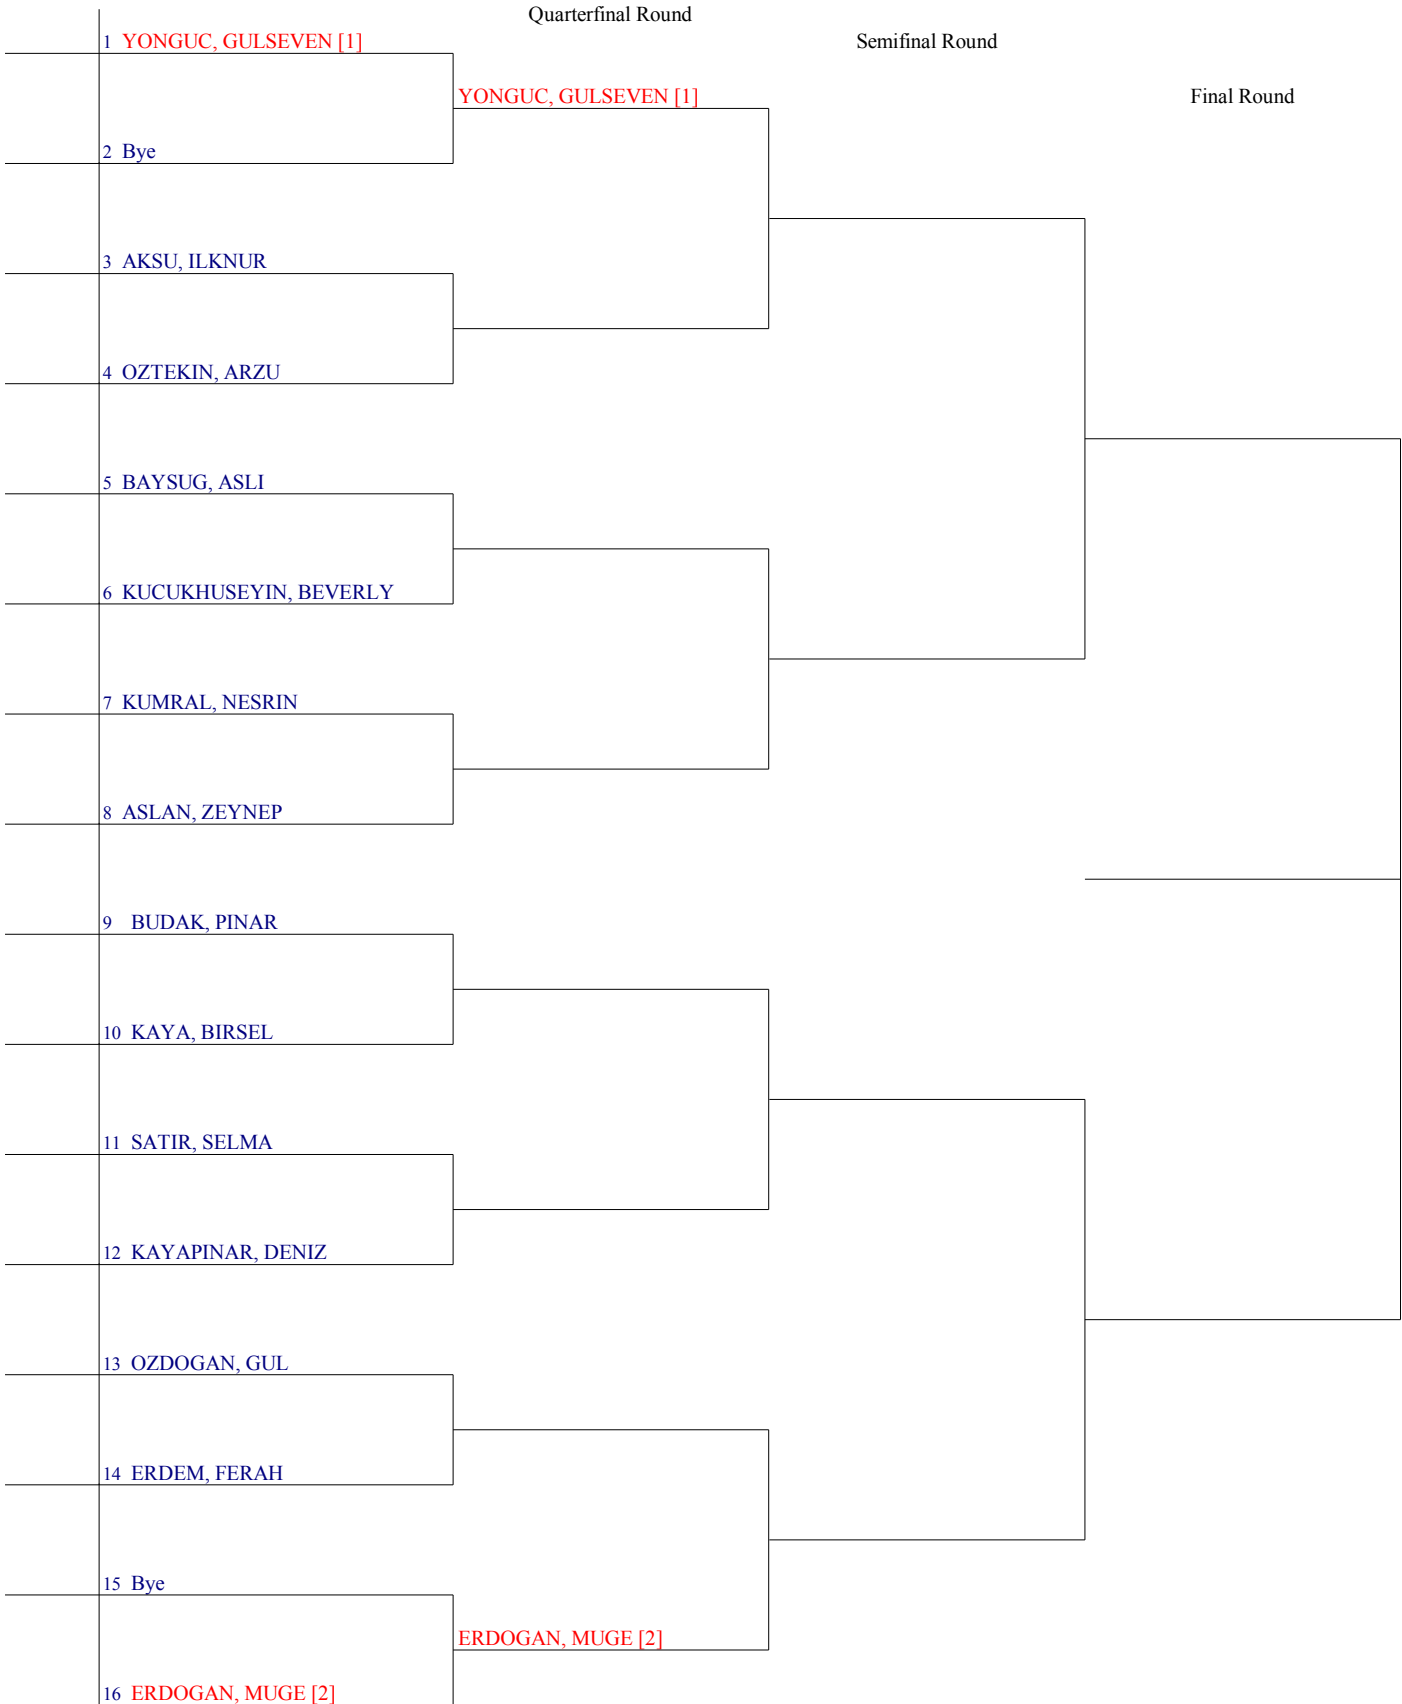 Quarterfinal Round
1 YONGUC, GULSEVEN [1]
Semifinal Round
YONGUC, GULSEVEN [1]
Final Round
2 Bye
3 AKSU, ILKNUR
4 OZTEKIN, ARZU
5 BAYSUG, ASLI
6 KUCUKHUSEYIN, BEVERLY
7 KUMRAL, NESRIN
8 ASLAN, ZEYNEP
9 BUDAK, PINAR
10 KAYA, BIRSEL
11 SATIR, SELMA
12 KAYAPINAR, DENIZ
13 OZDOGAN, GUL
14 ERDEM, FERAH
15 Bye
ERDOGAN, MUGE [2]
16 ERDOGAN, MUGE [2]